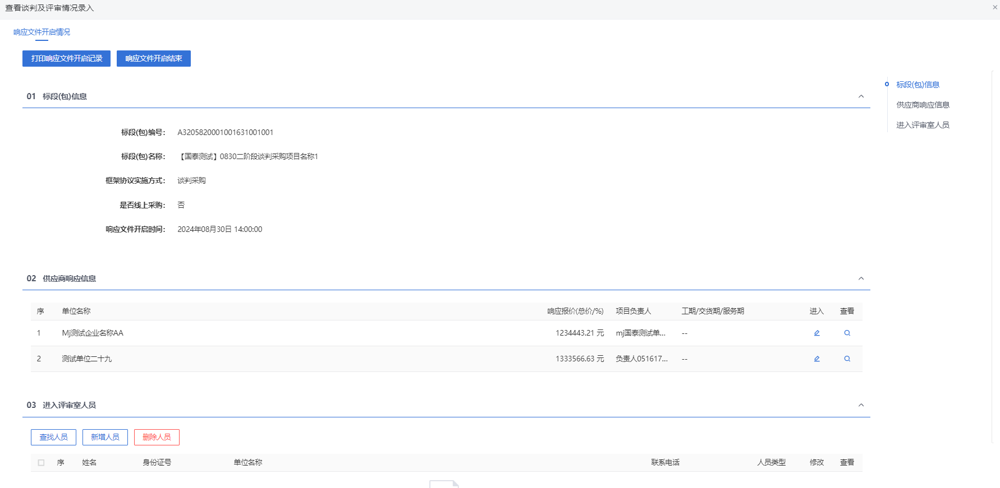 查看谈判及评审情况录入
响应文件开启情况
打印响应文件开启记录 响应文件开启结束
01 标段(包)信息
标段(包)编号： A3205820001001631001001
标段(包)名称： 【国泰测试】0830二阶段谈判采购项目名称1
框架协议实施方式： 谈判采购
是否线上采购： 否
响应文件开启时间： 2024年08月30日 14:00:00
标段(包)信息
供应商响应信息
进入评审室人员
02 供应商响应信息
序 单位名称 响应报价(总价/%) 项目负责人 工期/交货期/服务期 进入 查看
1 Mj测试企业名称AA 1234443.21 元 mj国泰测试单... --
2 测试单位二十九 1333566.63 元 负责人051617... --
03 进入评审室人员
查找人员 新增人员 删除人员
序 姓名 身份证号 单位名称 联系电话 人员类型 修改 查看